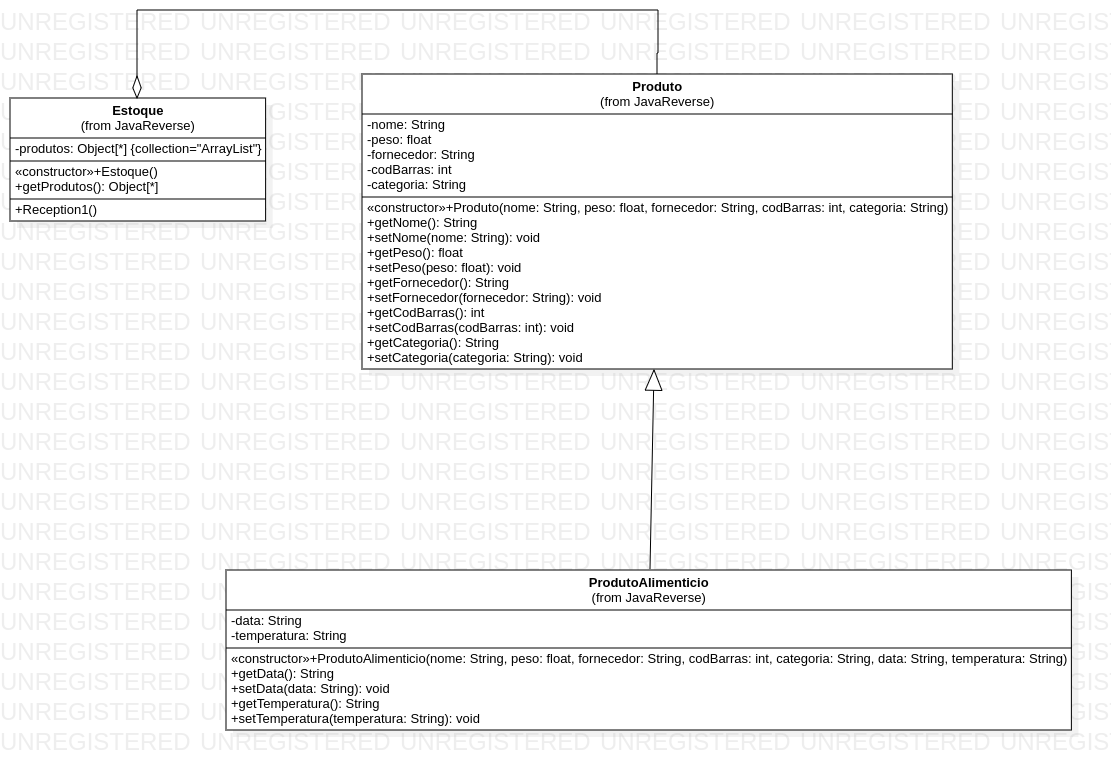 Estoque
(from JavaReverse)
-produtos: Object[*] {collection="ArrayList"}
«constructor»+Estoque()
+getProdutos(): Object[*]
+Reception1()
Produto
(from JavaReverse)
-nome: String
-peso: float
-fornecedor: String
-codBarras: int
-categoria: String
«constructor»+Produto(nome: String, peso: float, fornecedor: String, codBarras: int, categoria: String)
+getNome(): String
+setNome(nome: String): void
+getPeso(): float
+setPeso(peso: float): void
+getFornecedor(): String
+setFornecedor(fornecedor: String): void
+getCodBarras(): int
+setCodBarras(codBarras: int): void
+getCategoria(): String
+setCategoria(categoria: String): void
ProdutoAlimenticio
(from JavaReverse)
-data: String
-temperatura: String
«constructor»+ProdutoAlimenticio(nome: String, peso: float, fornecedor: String, codBarras: int, categoria: String, data: String, temperatura: String)
+getData(): String
+setData(data: String): void
+getTemperatura(): String
+setTemperatura(temperatura: String): void
UNREGISTERED